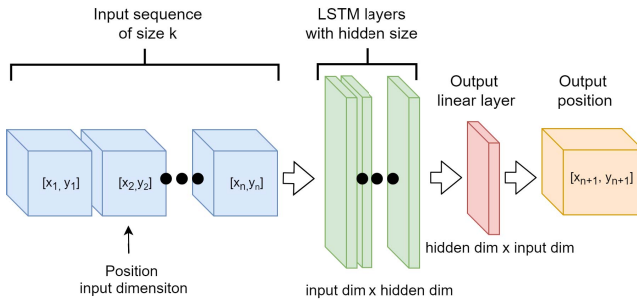 Input sequence
of size k
LSTM layers
with hidden size
Output
linear layer
Output
position
[x1, y1]
[x2,y2]
[xn,yn]
[xn+1, yn+1]
hidden dim x input dim
Position
input dimensiton
input dim x hidden dim